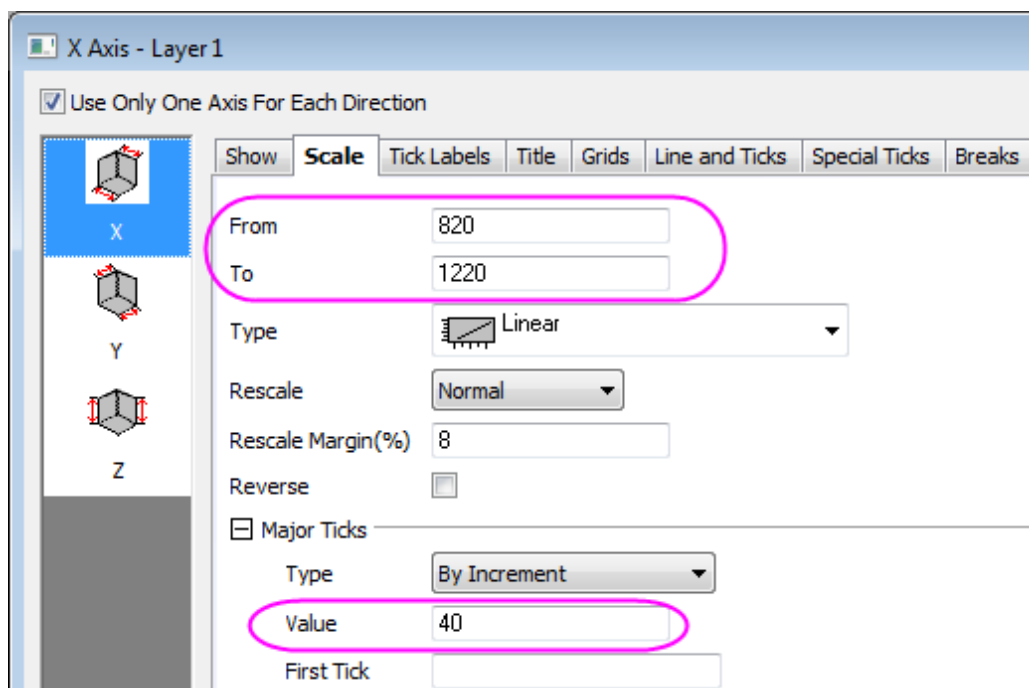 X Axis - Layer 1
Use Only One Axis For Each Direction
Show Scale Tick Labels Title Grids Line and Ticks Special Ticks Breaks
X
Y
Z
From 820
To 1220
Type Linear
Rescale Normal
Rescale Margin(%) 8
Reverse
Major Ticks
Type By Increment
Value 40
First Tick